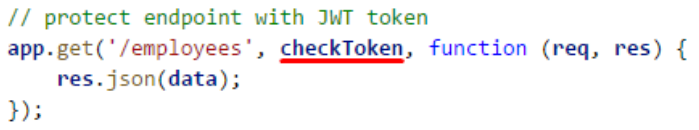 // protect endpoint with JWT token
app.get('/employees', checkToken, function (req, res) {
    res.json(data);
});